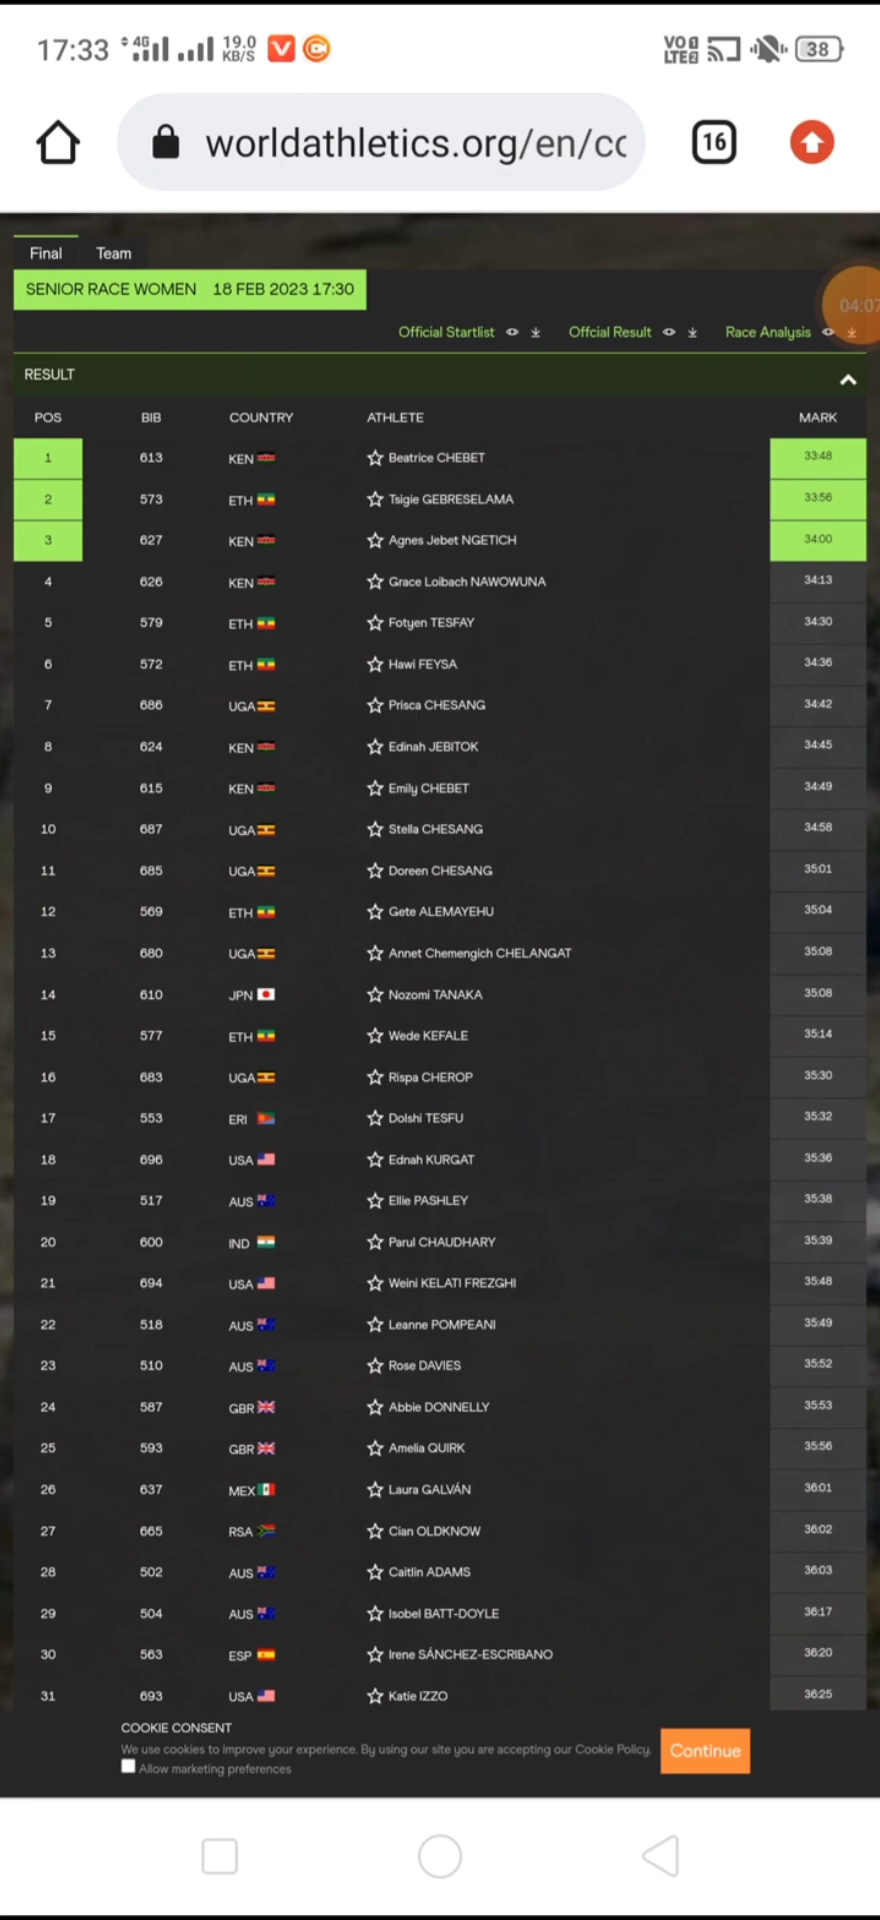 17:33 4G 19.0 KB/S VO LTE 38
worldathletics.org/en/cc 16
Final Team
SENIOR RACE WOMEN 18 FEB 2023 17:30
04:07
Official Startlist Offcial Result Race Analysis
RESULT
POS BIB COUNTRY ATHLETE MARK
1 613 KEN Beatrice CHEBET 33:48
2 573 ETH Tsigie GEBRESELAMA 33:56
3 627 KEN Agnes Jebet NGETICH 34:00
4 626 KEN Grace Loibach NAWOWUNA 34:13
5 579 ETH Fotyen TESFAY 34:30
6 572 ETH Hawi FEYSA 34:36
7 686 UGA Prisca CHESANG 34:42
8 624 KEN Edinah JEBITOK 34:45
9 615 KEN Emily CHEBET 34:49
10 687 UGA Stella CHESANG 34:58
11 685 UGA Doreen CHESANG 35:01
12 569 ETH Gete ALEMAYEHU 35:04
13 680 UGA Annet Chemengich CHELANGAT 35:08
14 610 JPN Nozomi TANAKA 35:08
15 577 ETH Wede KEFALE 35:14
16 683 UGA Rispa CHEROP 35:30
17 553 ERI Dolshi TESFU 35:32
18 696 USA Ednah KURGAT 35:36
19 517 AUS Ellie PASHLEY 35:38
20 600 IND Parul CHAUDHARY 35:39
21 694 USA Weini KELATI FREZGHI 35:48
22 518 AUS Leanne POMPEANI 35:49
23 510 AUS Rose DAVIES 35:52
24 587 GBR Abbie DONNELLY 35:53
25 593 GBR Amelia QUIRK 35:56
26 637 MEX Laura GALVÁN 36:01
27 665 RSA Cian OLDKNOW 36:02
28 502 AUS Caitlin ADAMS 36:03
29 504 AUS Isobel BATT-DOYLE 36:17
30 563 ESP Irene SÁNCHEZ-ESCRIBANO 36:20
31 693 USA Katie IZZO 36:25
COOKIE CONSENT
We use cookies to improve your experience. By using our site you are accepting our Cookie Policy.
Continue
Allow marketing preferences